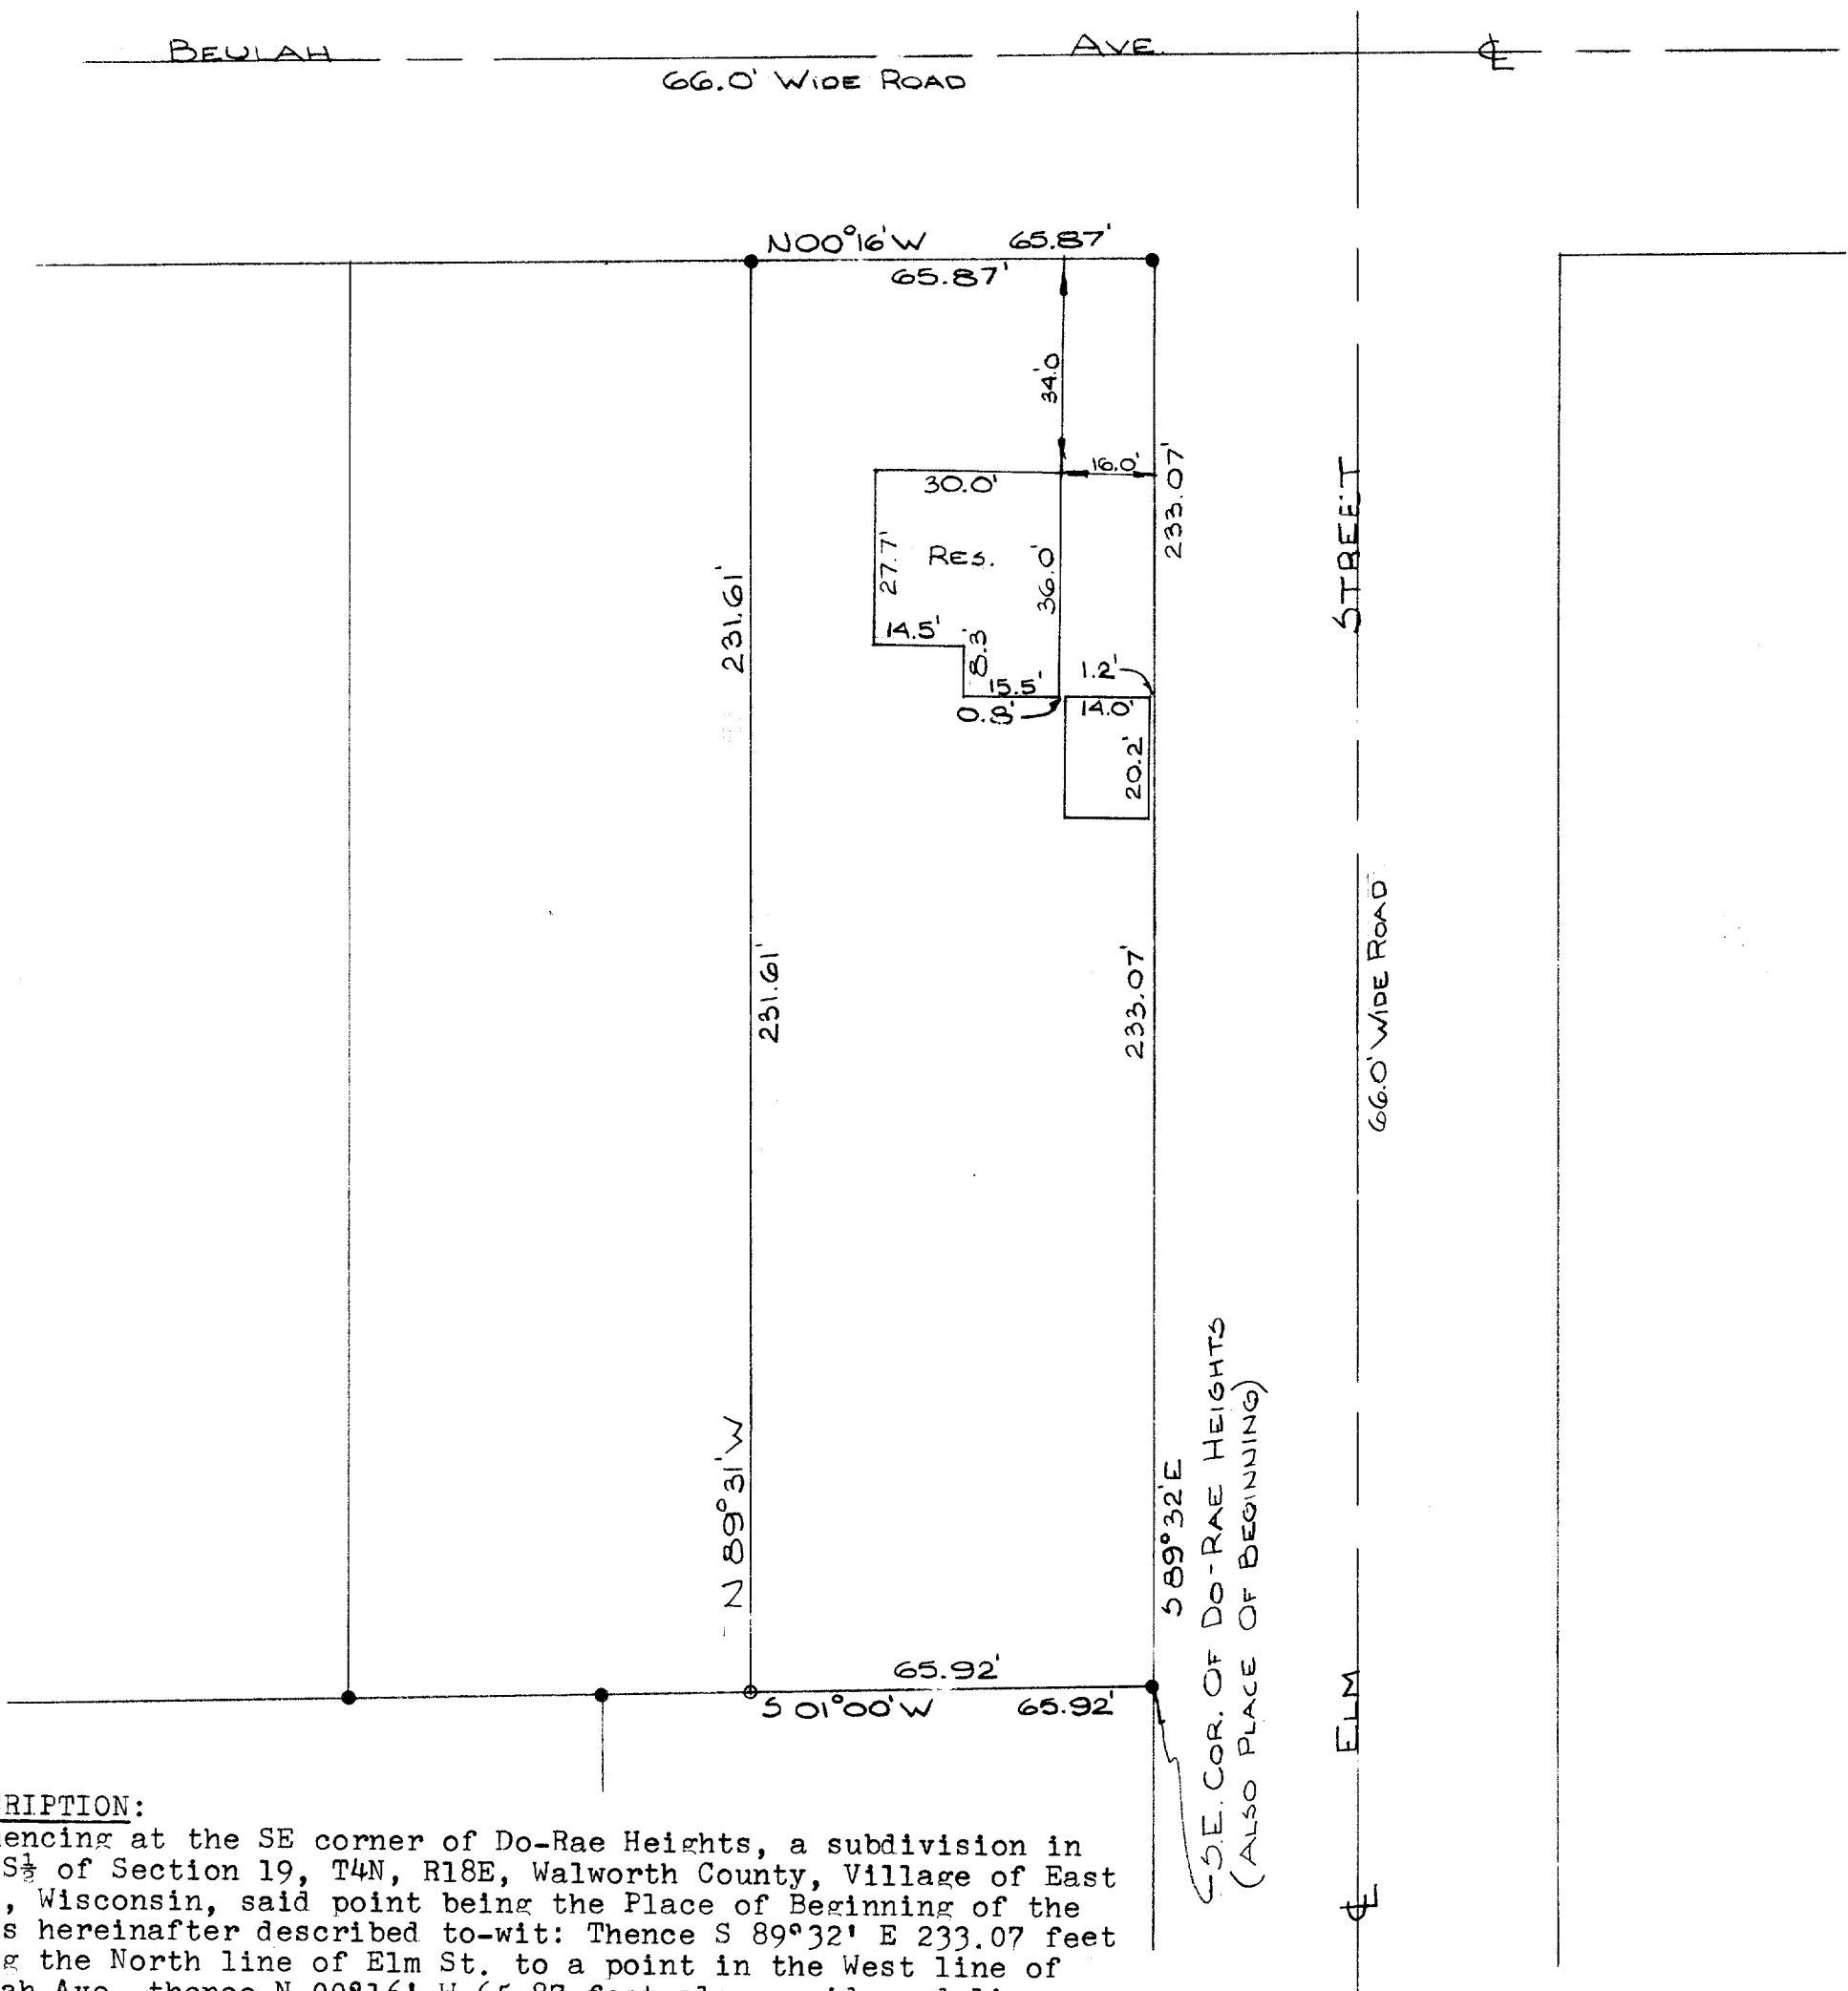 BEULAH AVE. ℄
66.0' WIDE ROAD
N00°16'W 65.87'
65.87'
34.0'
16.0'
233.07'
30.0'
STREET
27.7'
RES.
36.0'
231.61'
14.5'
8.3'
1.2'
15.5'
0.8'
14.0'
20.2'
66.0' WIDE ROAD
231.61'
233.07'
N 89°31'W
S 89°32'E
S.E. COR. OF DO-RAE HEIGHTS
(ALSO PLACE OF BEGINNING)
65.92'
S 01°00'W 65.92'
ELM
℄
RIPTION:
encing at the SE corner of Do-Rae Heights, a subdivision in
S½ of Section 19, T4N, R18E, Walworth County, Village of East
, Wisconsin, said point being the Place of Beginning of the
s hereinafter described to-wit: Thence S 89°32' E 233.07 feet
g the North line of Elm St. to a point in the West line of